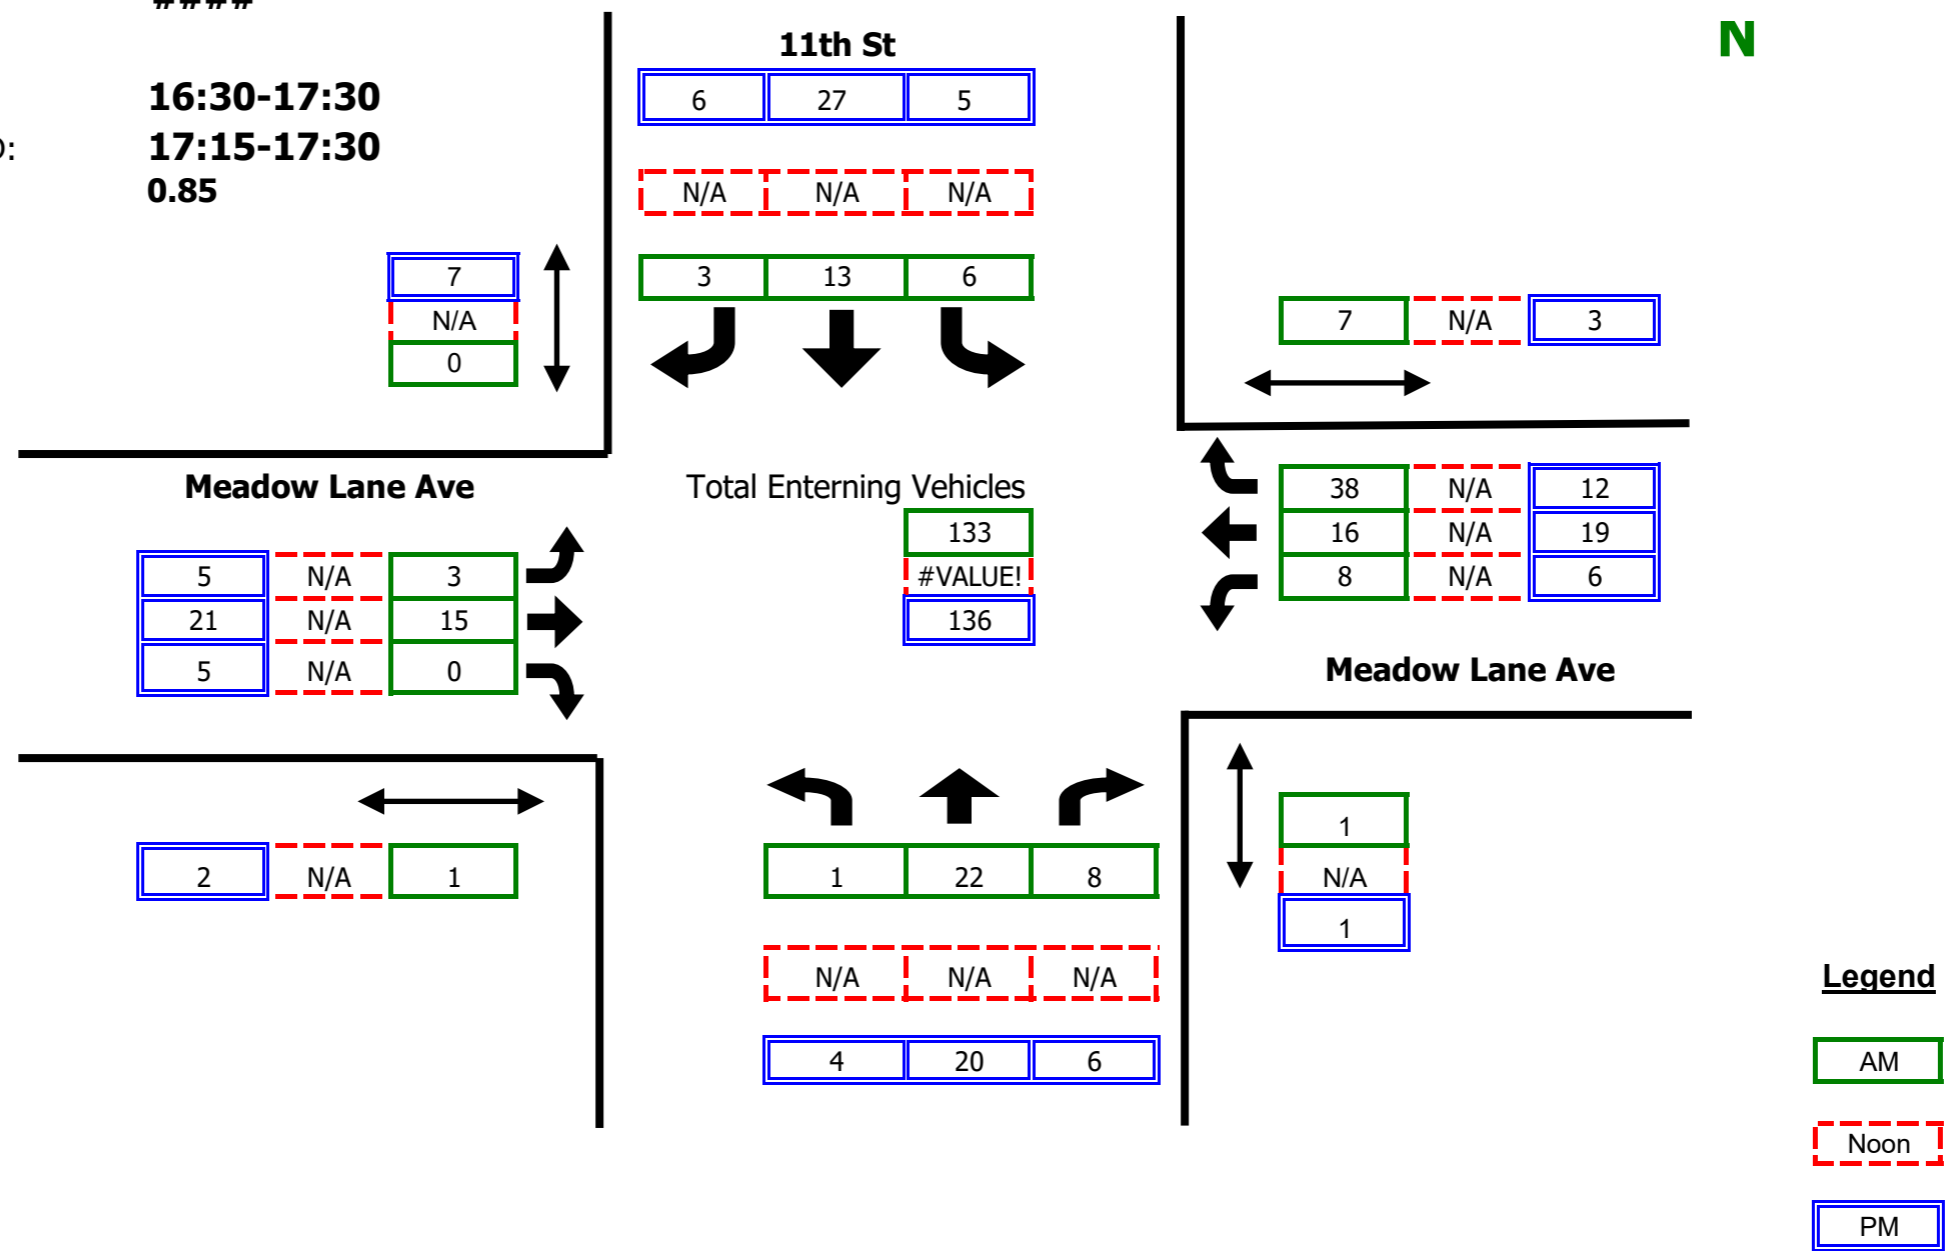 ####
11th St
N
16:30-17:30
6 27 5
17:15-17:30
0.85
N/A N/A N/A
7
3 13 6
N/A
7 N/A 3
0
Meadow Lane Ave
Total Enterning Vehicles
38 N/A 12
133
16 N/A 19
5 N/A 3
#VALUE!
8 N/A 6
21 N/A 15
136
5 N/A 0
Meadow Lane Ave
1
2 N/A 1
1 22 8
N/A
1
N/A N/A N/A
Legend
4 20 6
AM
Noon
PM